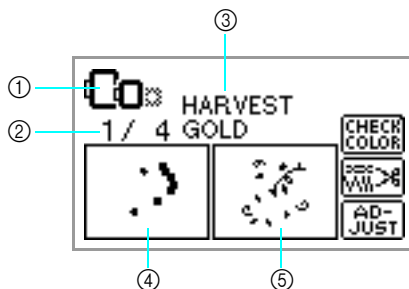 ③
①
HARVEST
② 1/ 4 GOLD
CHECK
COLOR
AD-
JUST
④ ⑤